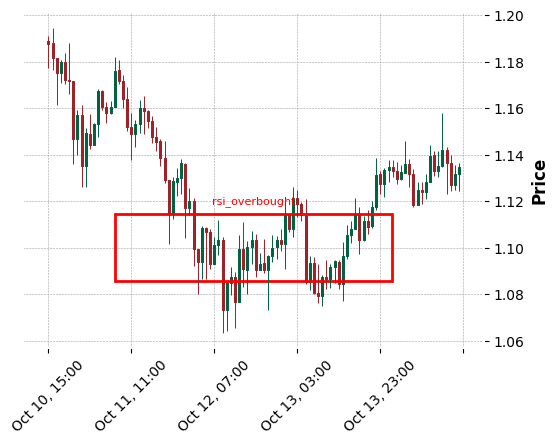 1.20
1.18
1.16
1.14
1.12
1.10
1.08
1.06
Price
rsi_overbought
Oct 10, 15:00
Oct 11, 11:00
Oct 12, 07:00
Oct 13, 03:00
Oct 13, 23:00